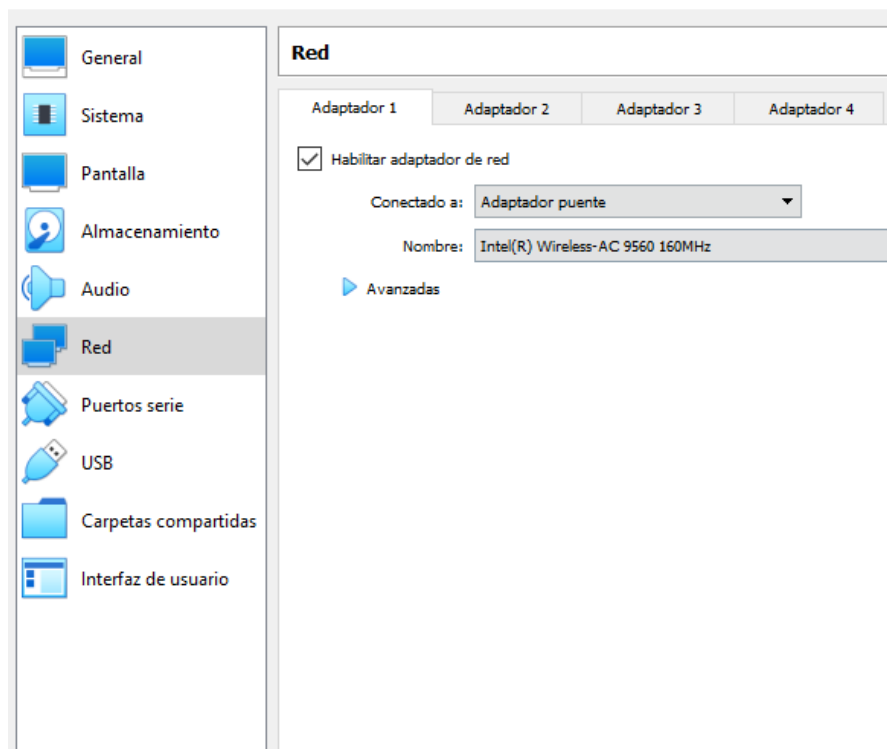 General
Sistema
Pantalla
Almacenamiento
Audio
Red
Puertos serie
USB
Carpetas compartidas
Interfaz de usuario
Red
Adaptador 1 Adaptador 2 Adaptador 3 Adaptador 4
Habilitar adaptador de red
Conectado a: Adaptador puente
Nombre: Intel(R) Wireless-AC 9560 160MHz
Avanzadas